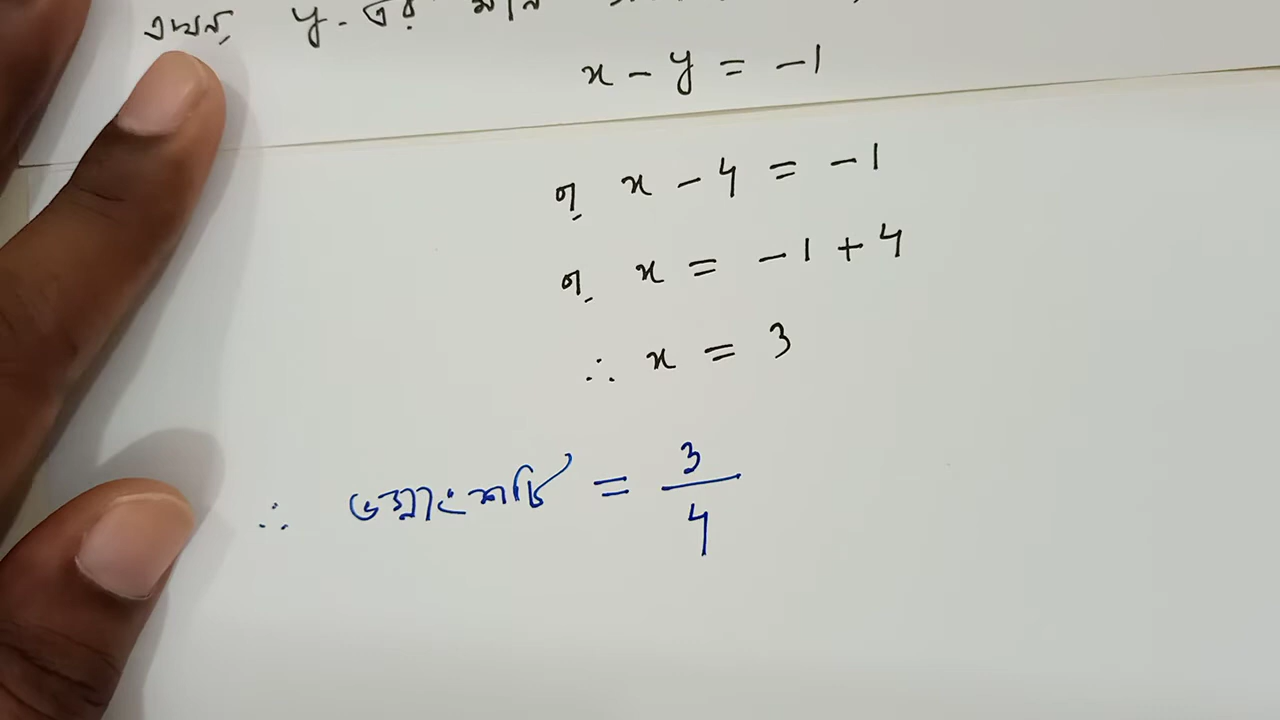 এখন, y-এর মান
x - y = -1
বা, x - 4 = -1
বা, x = -1 + 4
∴ x = 3
∴ ভগ্নাংশটি = 3/4